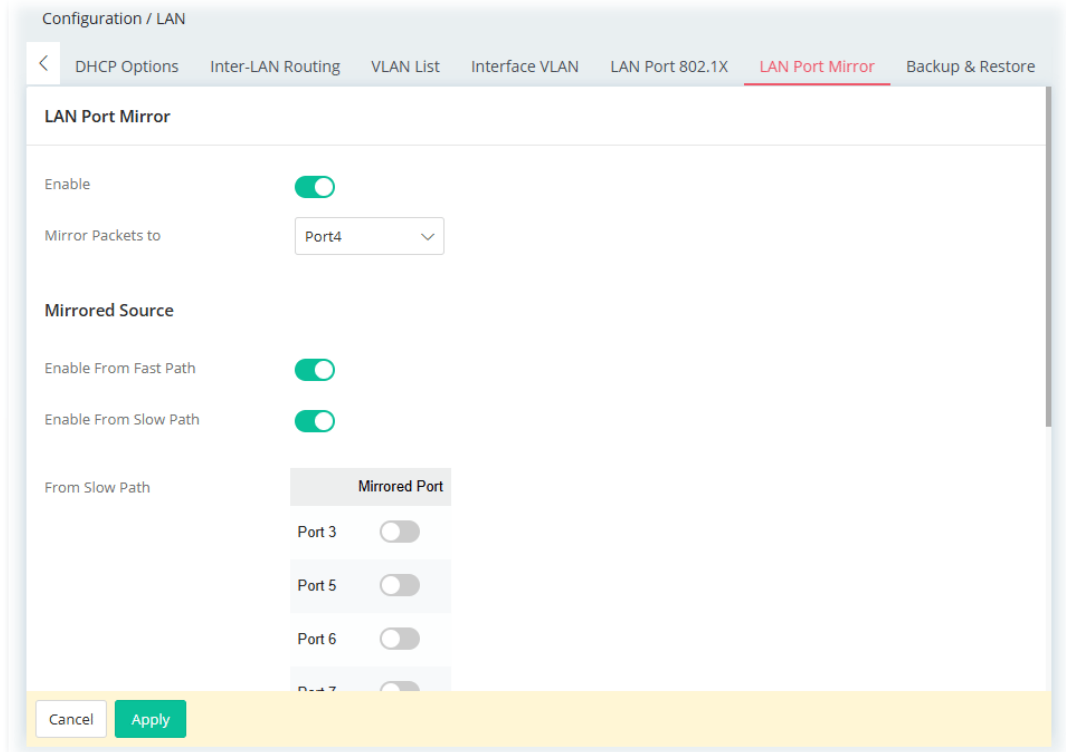 Configuration / LAN
DHCP Options Inter-LAN Routing VLAN List Interface VLAN LAN Port 802.1X LAN Port Mirror Backup & Restore
LAN Port Mirror
Enable
Mirror Packets to Port4
Mirrored Source
Enable From Fast Path
Enable From Slow Path
From Slow Path Mirrored Port
Port 3
Port 5
Port 6
Port 7
Cancel Apply